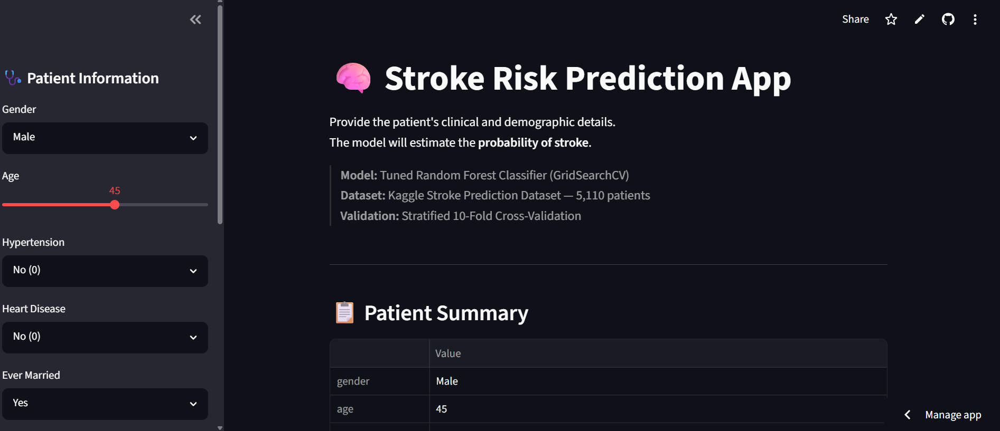 Patient Information
Gender
Male
Age
45
Hypertension
No (0)
Heart Disease
No (0)
Ever Married
Yes
Share
Stroke Risk Prediction App
Provide the patient's clinical and demographic details.
The model will estimate the probability of stroke.
Model: Tuned Random Forest Classifier (GridSearchCV)
Dataset: Kaggle Stroke Prediction Dataset — 5,110 patients
Validation: Stratified 10-Fold Cross-Validation
Patient Summary
Value
gender Male
age 45
Manage app